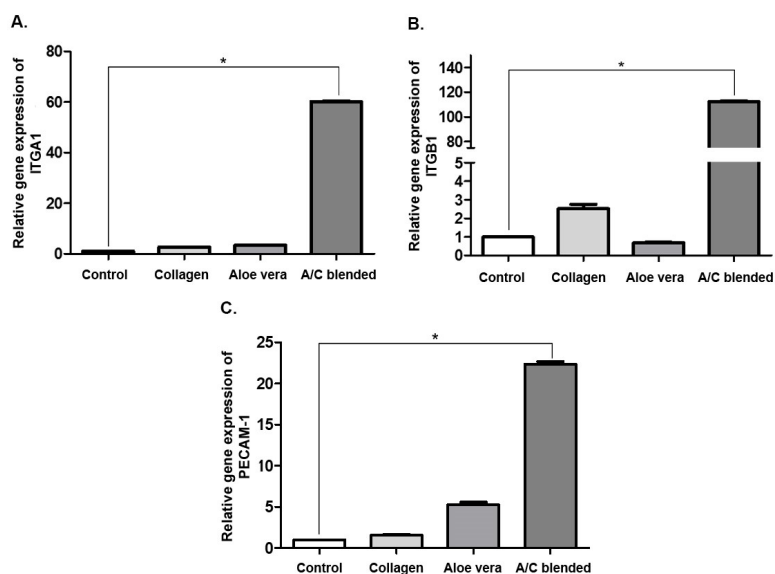 A.
Relative gene expression of
ITGA1
80
60
40
20
0
*
Control Collagen Aloe vera A/C blended
B.
Relative gene expression of
ITGB1
140
120
100
80
5
4
3
2
1
0
*
Control Collagen Aloe vera A/C blended
C.
Relative gene expression of
PECAM-1
25
20
15
10
5
0
*
Control Collagen Aloe vera A/C blended